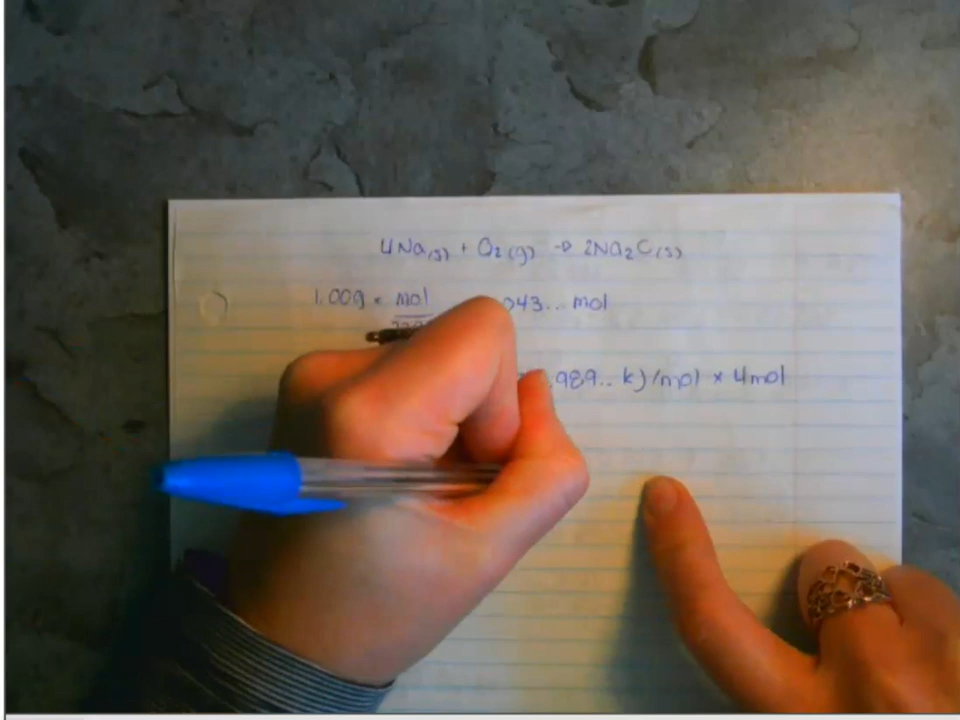 4Na(s) + O2(g) → 2Na2O(s)
1.00g × mol 043... mol
.989.. kJ/mol × 4mol